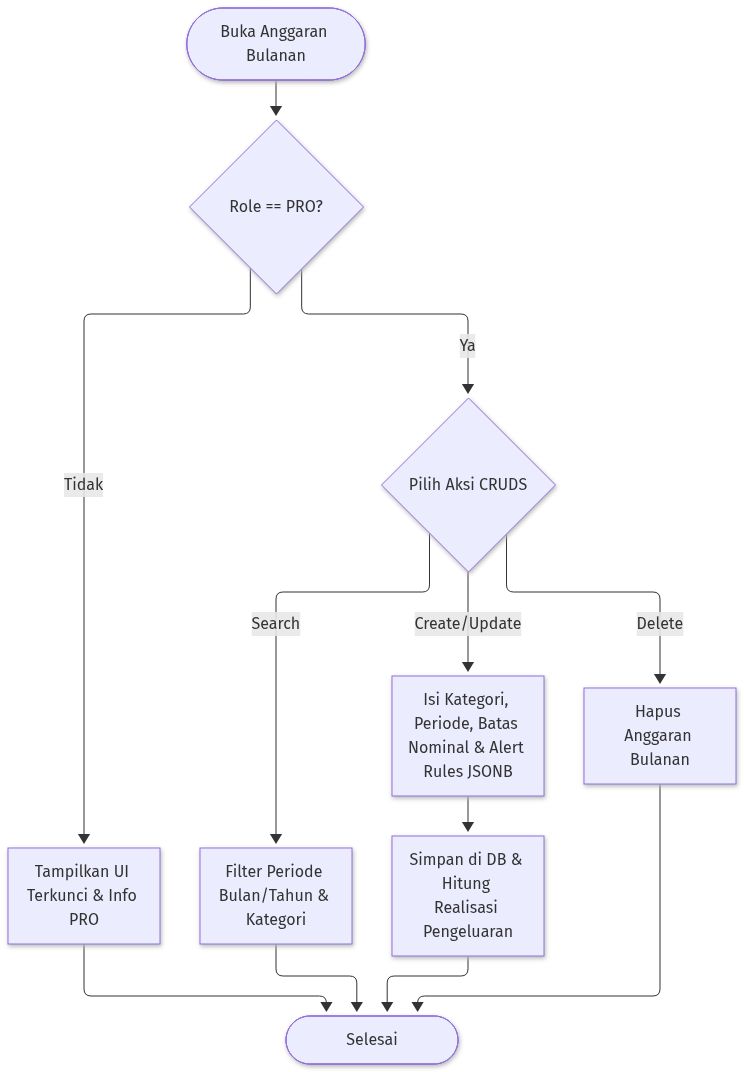 Buka Anggaran
Bulanan
Role == PRO?
Ya
Tidak
Pilih Aksi CRUDS
Search
Create/Update
Delete
Isi Kategori,
Periode, Batas
Nominal & Alert
Rules JSONB
Hapus
Anggaran
Bulanan
Tampilkan UI
Terkunci & Info
PRO
Filter Periode
Bulan/Tahun &
Kategori
Simpan di DB &
Hitung
Realisasi
Pengeluaran
Selesai